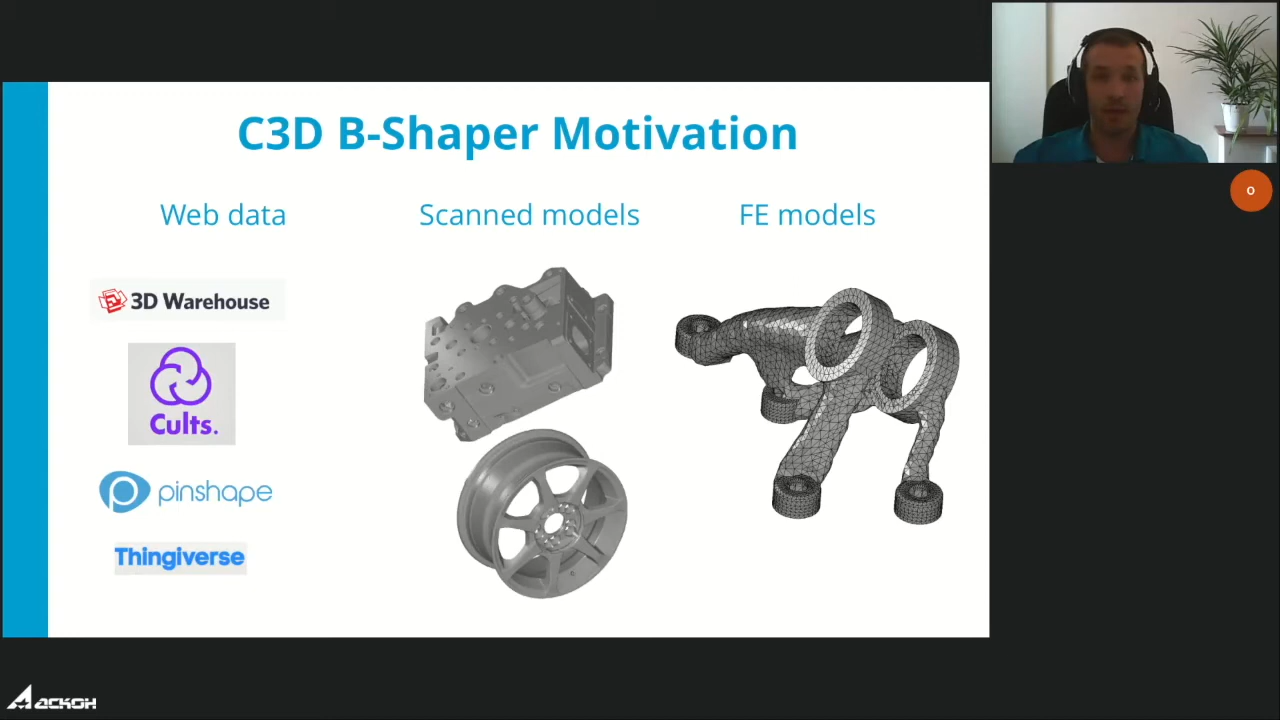 C3D B-Shaper Motivation
Web data
Scanned models
FE models
3D Warehouse
Cults.
pinshape
Thingiverse
O
АСКОН